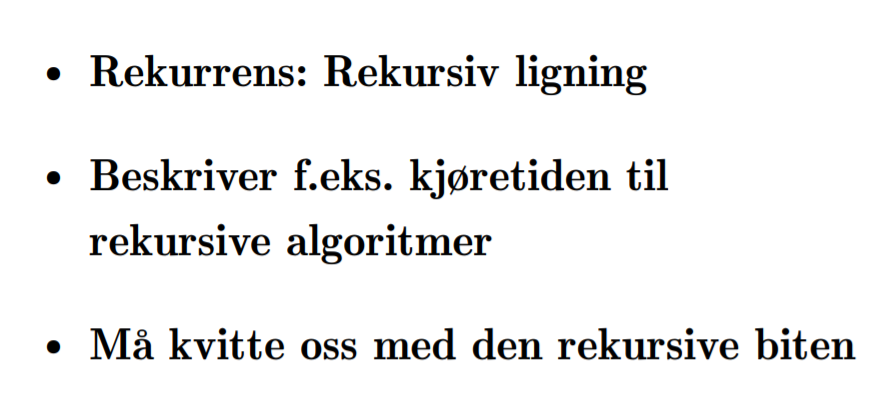 • Rekurrens: Rekursiv ligning
• Beskriver f.eks. kjøretiden til
rekursive algoritmer
• Må kvitte oss med den rekursive biten